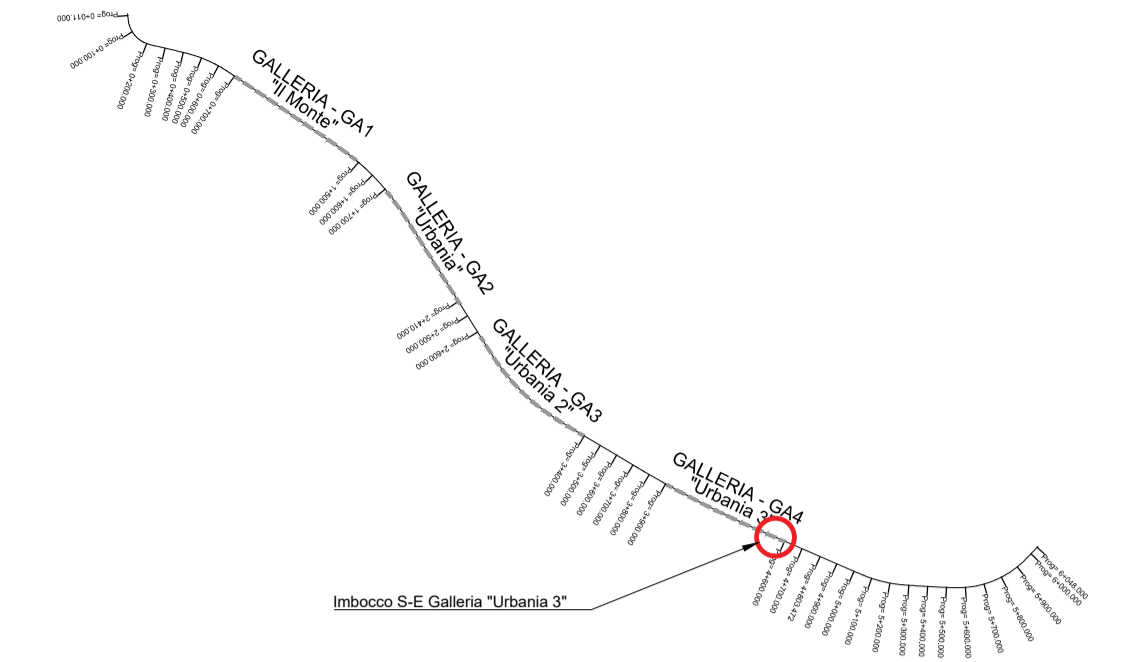 Prog= 0+011.000
Prog= 0+100.000
Prog= 0+200.000
Prog= 0+300.000
Prog= 0+400.000
Prog= 0+500.000
Prog= 0+600.000
Prog= 0+700.000
GALLERIA - GA1
"Il Monte"
Prog= 1+500.000
Prog= 1+600.000
Prog= 1+700.000
GALLERIA - GA2
"Urbania"
Prog= 2+410.000
Prog= 2+500.000
Prog= 2+600.000
GALLERIA - GA3
"Urbania 2"
Prog= 3+400.000
Prog= 3+500.000
Prog= 3+600.000
Prog= 3+700.000
Prog= 3+800.000
Prog= 3+900.000
GALLERIA - GA4
"Urbania 3"
Prog= 4+600.000
Prog= 4+700.000
Prog= 4+803.472
Prog= 4+900.000
Prog= 5+000.000
Prog= 5+100.000
Prog= 5+200.000
Prog= 5+300.000
Prog= 5+400.000
Prog= 5+500.000
Prog= 5+600.000
Prog= 5+700.000
Prog= 5+800.000
Prog= 5+900.000
Prog= 6+000.000
Prog= 6+048.000
Imbocco S-E Galleria "Urbania 3"